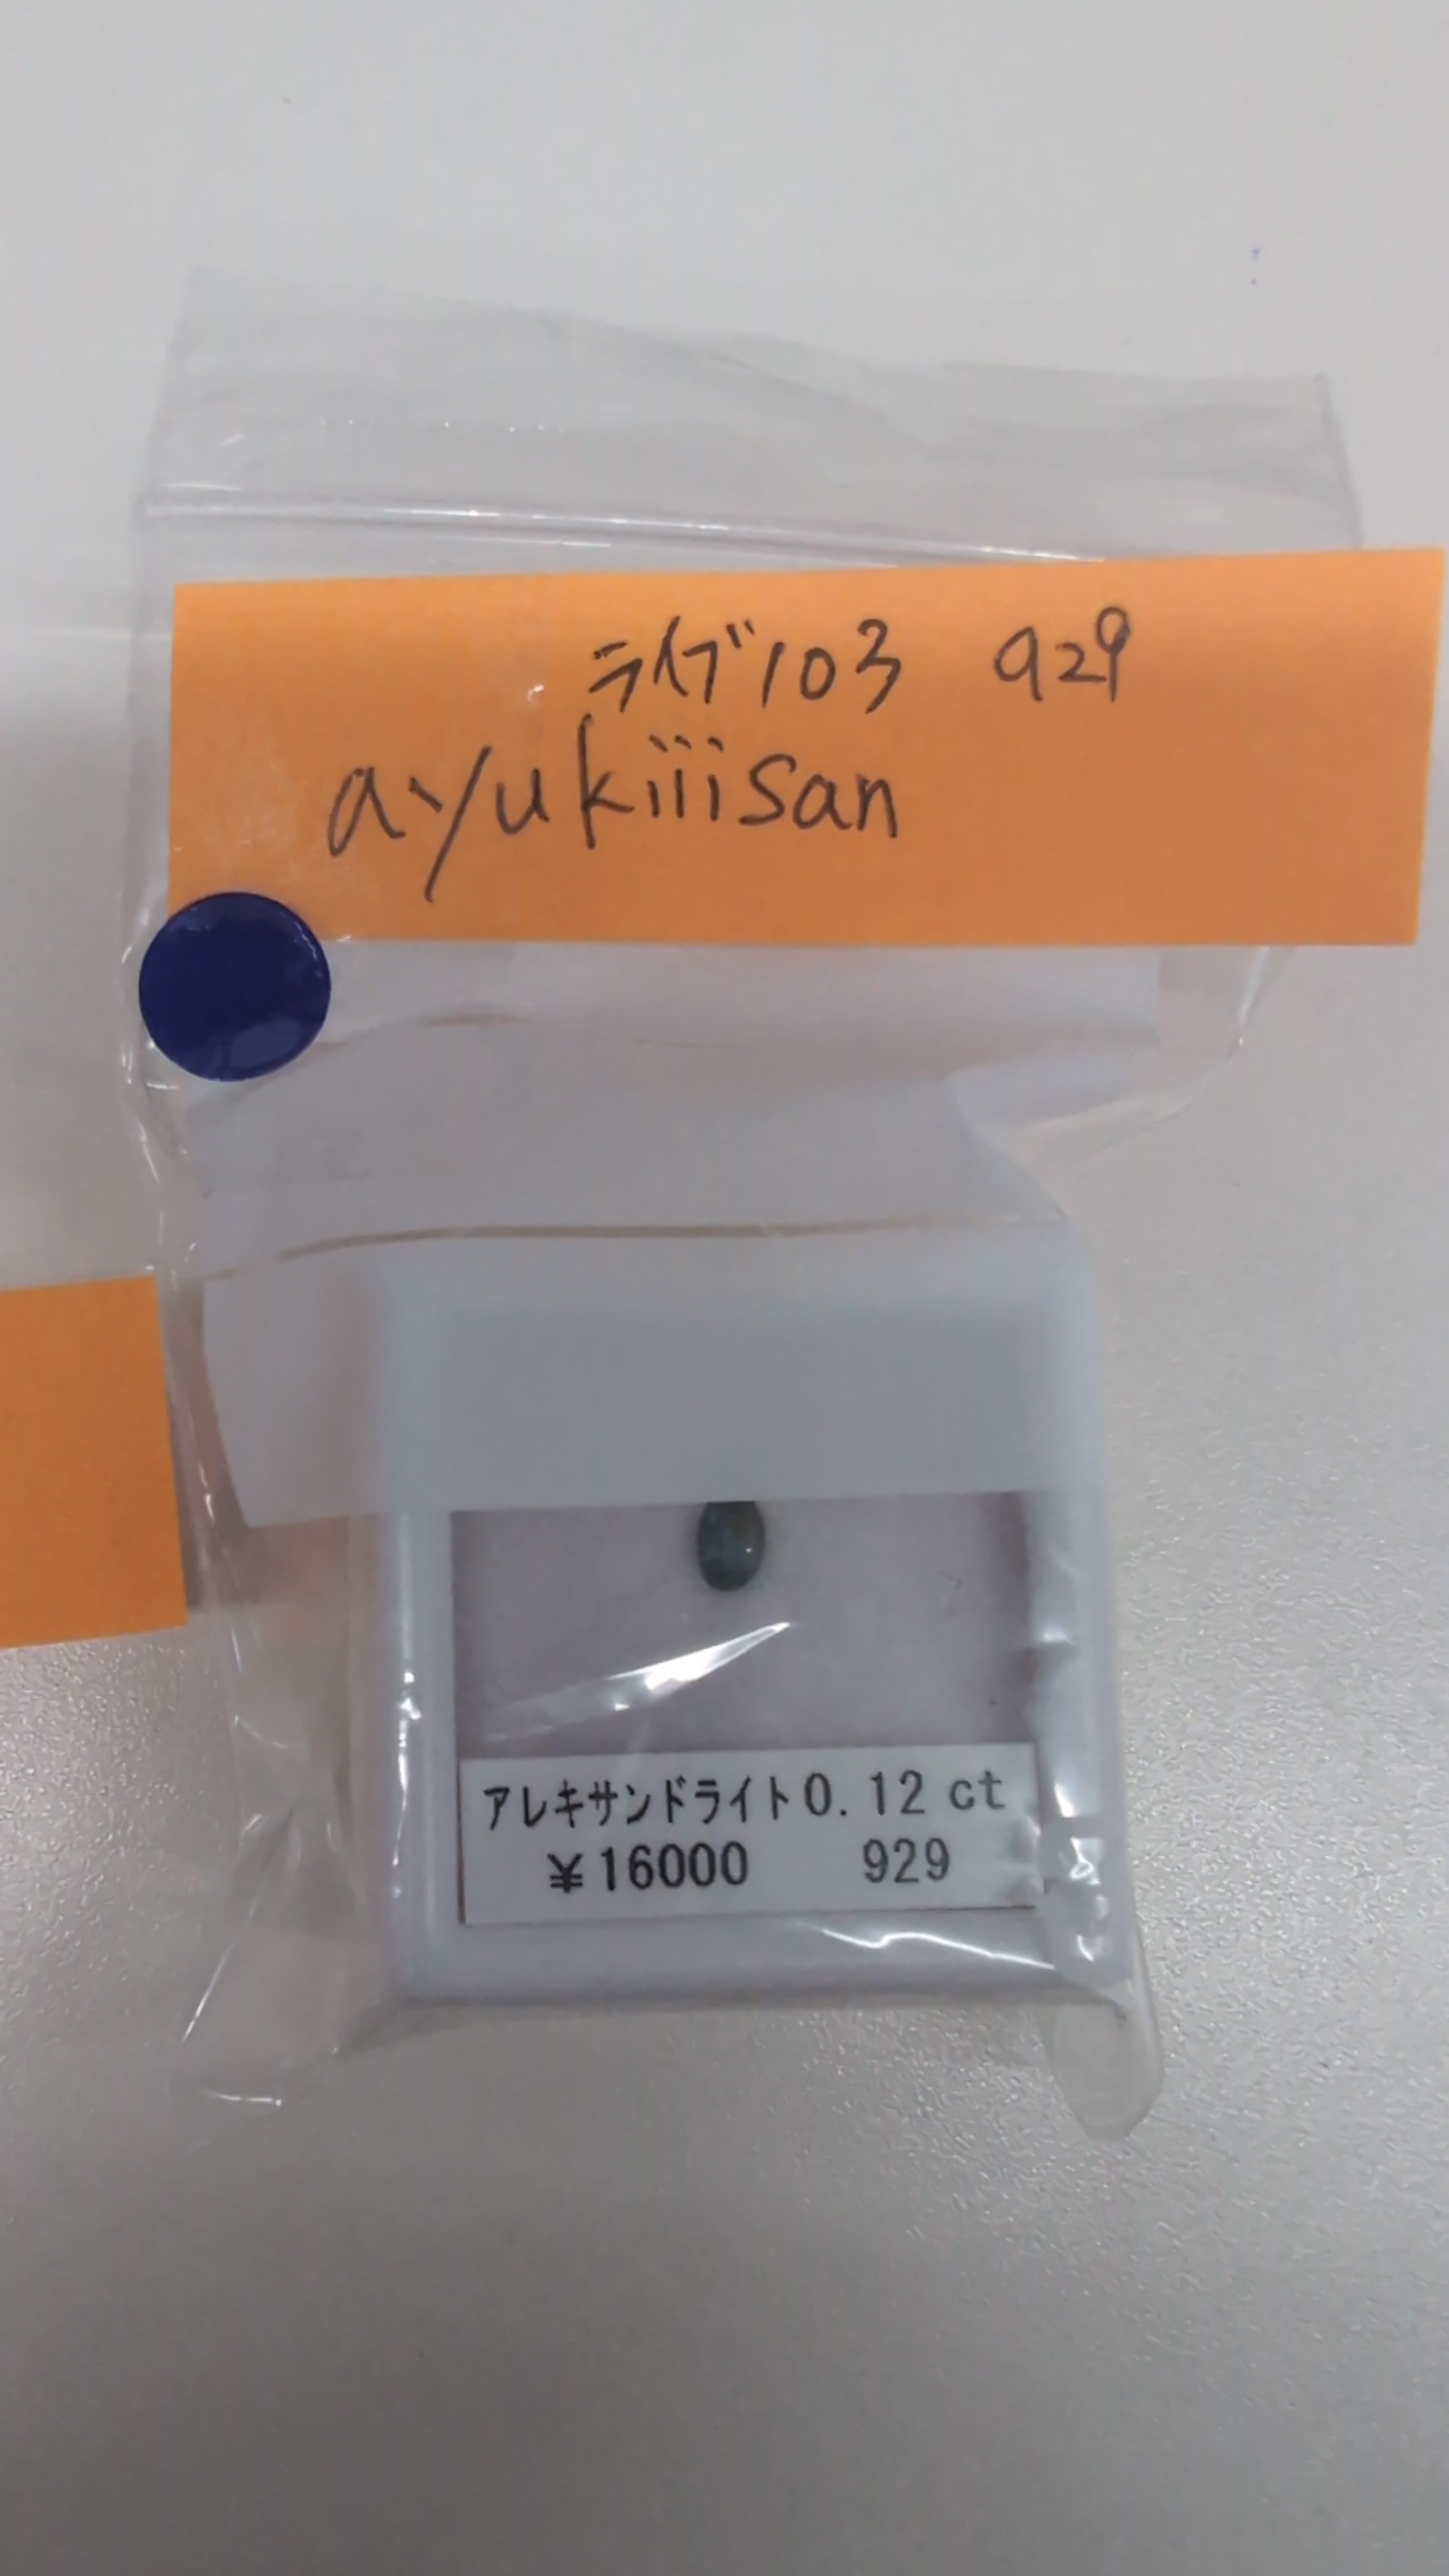 ライブ103 929
ayukiiisan
アレキサンドライト0.12 ct
¥16000 929